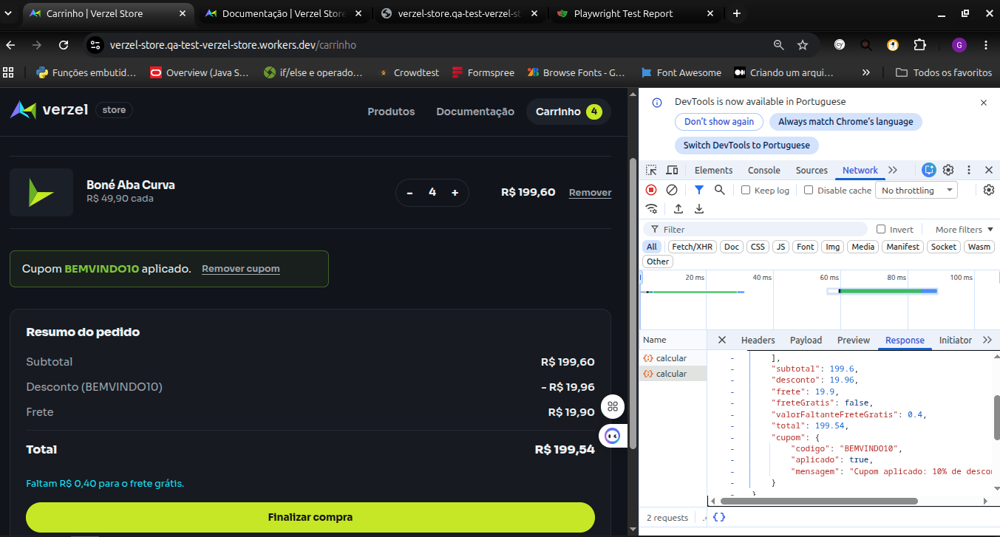 Carrinho | Verzel Store
Documentação | Verzel Store
verzel-store.qa-test-verzel-st
Playwright Test Report
verzel-store.qa-test-verzel-store.workers.dev/carrinho
G
Funções embutid...
Overview (Java S...
if/else e operado...
Crowdtest
Formspree
Browse Fonts - G...
Font Awesome
Criando um arqui...
Todos os favoritos
verzel
store
Produtos
Documentação
Carrinho 4
Boné Aba Curva
R$ 49,90 cada
- 4 +
R$ 199,60
Remover
Cupom BEMVINDO10 aplicado. Remover cupom
Resumo do pedido
Subtotal R$ 199,60
Desconto (BEMVINDO10) - R$ 19,96
Frete R$ 19,90
Total R$ 199,54
Faltam R$ 0,40 para o frete grátis.
Finalizar compra
DevTools is now available in Portuguese
Don't show again
Always match Chrome's language
Switch DevTools to Portuguese
Elements Console Sources Network
Keep log Disable cache No throttling
Filter Invert More filters
All Fetch/XHR Doc CSS JS Font Img Media Manifest Socket Wasm
Other
20 ms 40 ms 60 ms 80 ms 100 ms
Name
calcular
calcular
Headers Payload Preview Response Initiator
- ],
- "subtotal": 199.6,
- "desconto": 19.96,
- "frete": 19.9,
- "freteGratis": false,
- "valorFaltanteFreteGratis": 0.4,
- "total": 199.54,
- "cupom": {
- "codigo": "BEMVINDO10",
- "aplicado": true,
- "mensagem": "Cupom aplicado: 10% de descon
- }
2 requests
{}